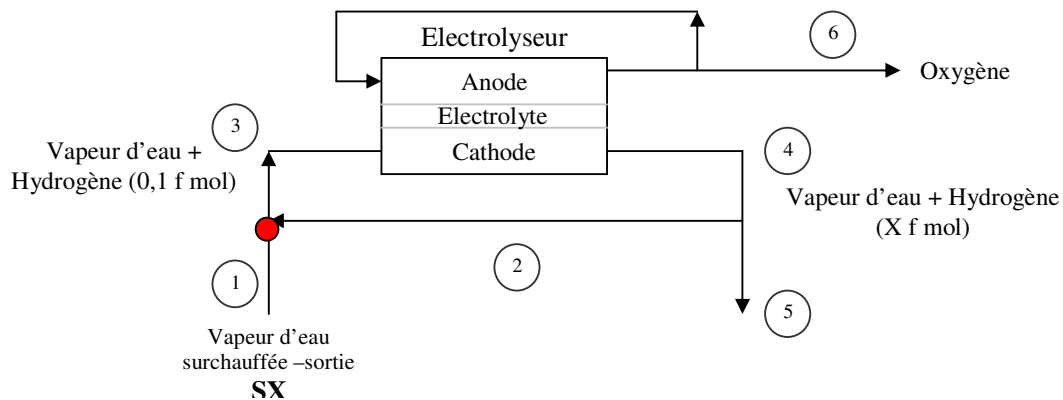 6
Electrolyseur
Oxygène
Anode
Electrolyte
Cathode
3
4
Vapeur d'eau +
Hydrogène (0,1 f mol)
Vapeur d'eau + Hydrogène
(X f mol)
2
1
5
Vapeur d'eau
surchauffée –sortie
SX